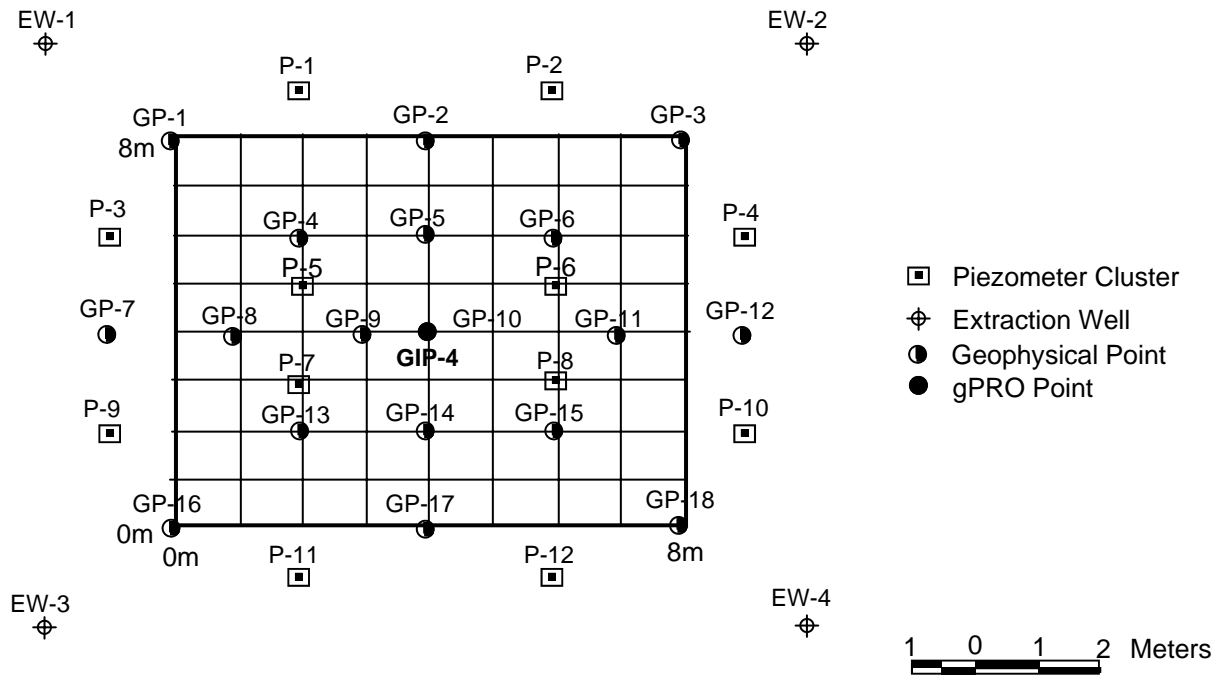 EW-1
EW-2
P-1
P-2
GP-1
GP-2
GP-3
8m
P-3
GP-4
GP-5
GP-6
P-4
P-5
P-6
Piezometer Cluster
GP-7
GP-8
GP-9
GP-10
GP-11
GP-12
Extraction Well
GIP-4
Geophysical Point
P-7
P-8
gPRO Point
P-9
GP-13
GP-14
GP-15
P-10
GP-16
GP-17
GP-18
0m
0m
P-11
P-12
8m
EW-3
EW-4
1 0 1 2 Meters